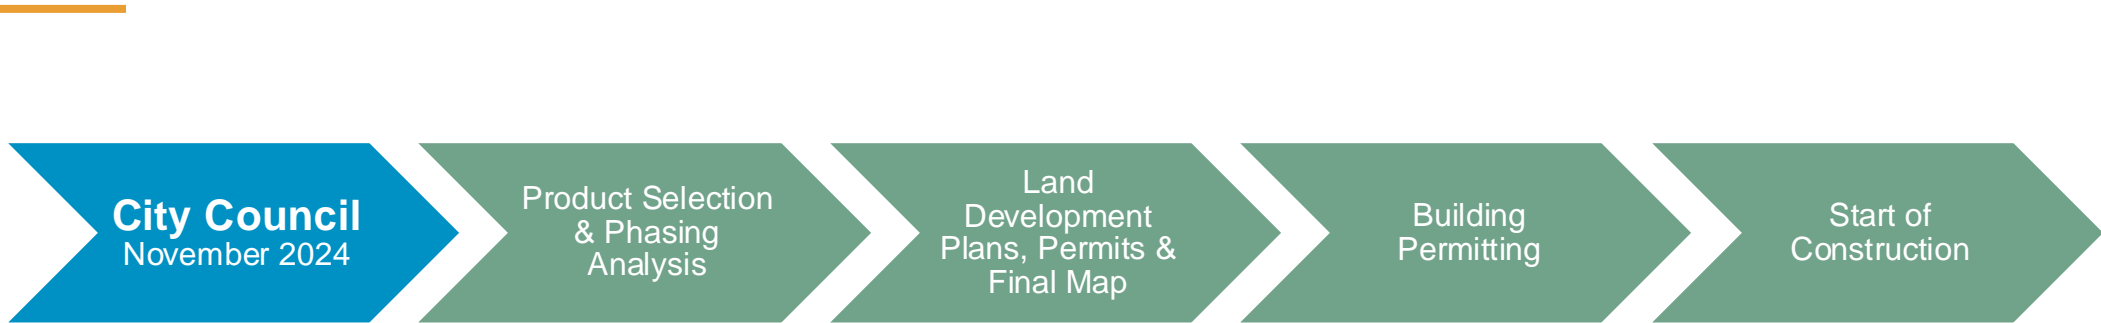 City Council
November 2024
Product Selection
& Phasing
Analysis
Land
Development
Plans, Permits &
Final Map
Building
Permitting
Start of
Construction